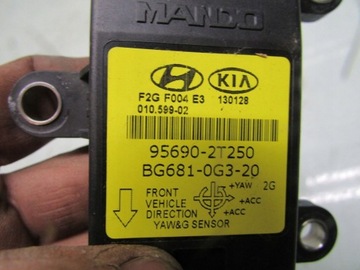 MANDO
HYUNDAI KIA
F2G F004 E3 130128
010.599-02
95690-2T250
BG681-0G3-20
FRONT +YAW 2G
VEHICLE +ACC
DIRECTION +ACC
YAW&G SENSOR